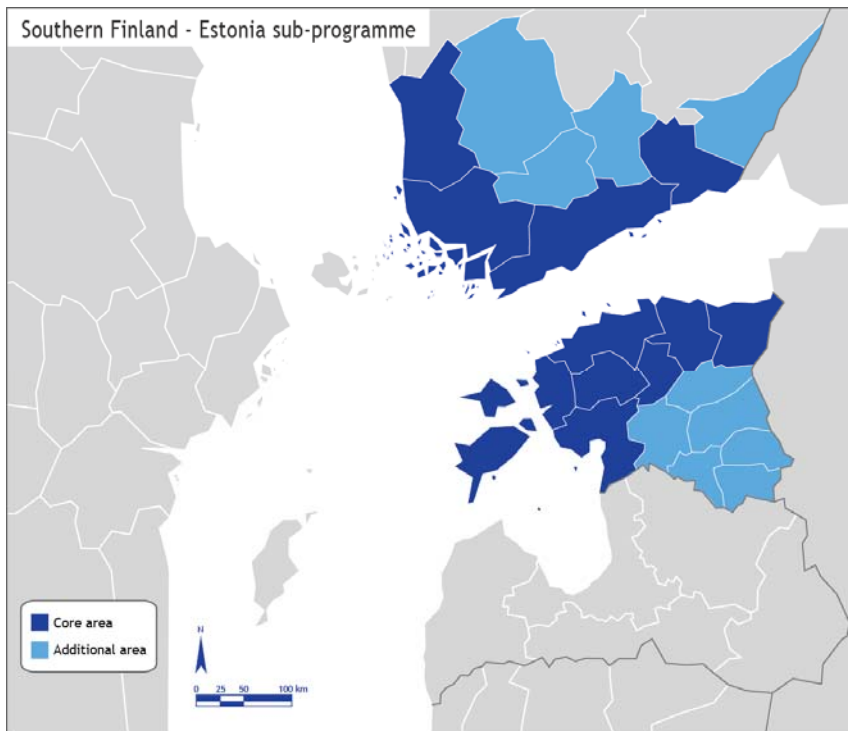 Southern Finland - Estonia sub-programme
Core area
Additional area
N
0 25 50 100 km